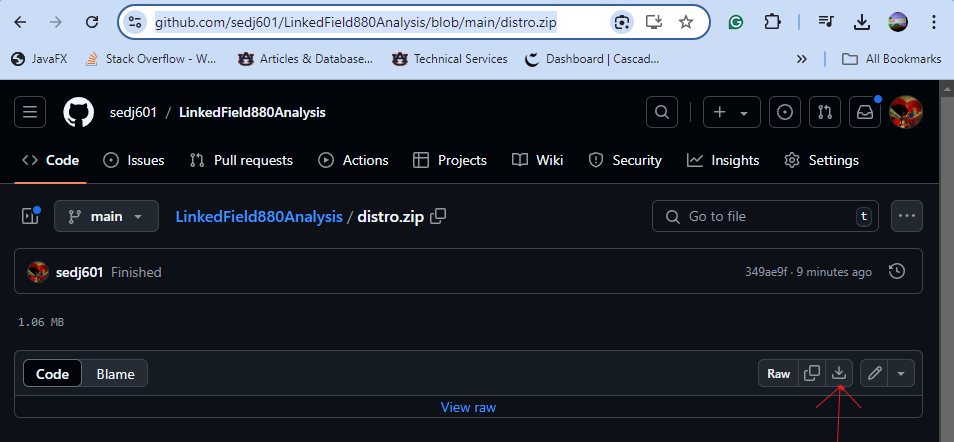 github.com/sedj601/LinkedField880Analysis/blob/main/distro.zip
JavaFX Stack Overflow - W... Articles & Database... Technical Services Dashboard | Cascad... » All Bookmarks
sedj601 / LinkedField880Analysis
Code Issues Pull requests Actions Projects Wiki Security Insights Settings
main LinkedField880Analysis / distro.zip Go to file t
sedj601 Finished 349ae9f · 9 minutes ago
1.06 MB
Code Blame Raw
View raw